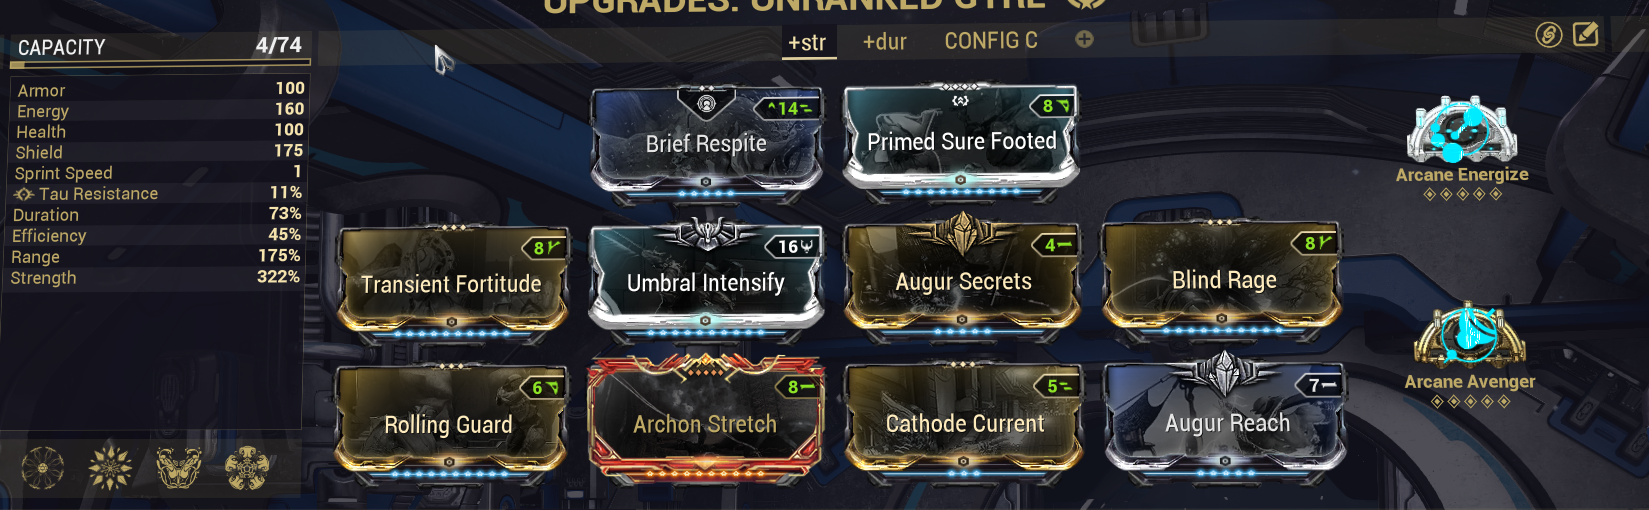 UPGRADES: UNRANKED GYRE
CAPACITY 4/74
+str +dur CONFIG C
Armor 100
Energy 160
Health 100
Shield 175
Sprint Speed 1
Tau Resistance 11%
Duration 73%
Efficiency 45%
Range 175%
Strength 322%
14
Brief Respite
8
Primed Sure Footed
Arcane Energize
8
Transient Fortitude
16
Umbral Intensify
4
Augur Secrets
8
Blind Rage
Arcane Avenger
6
Rolling Guard
8
Archon Stretch
5
Cathode Current
7
Augur Reach